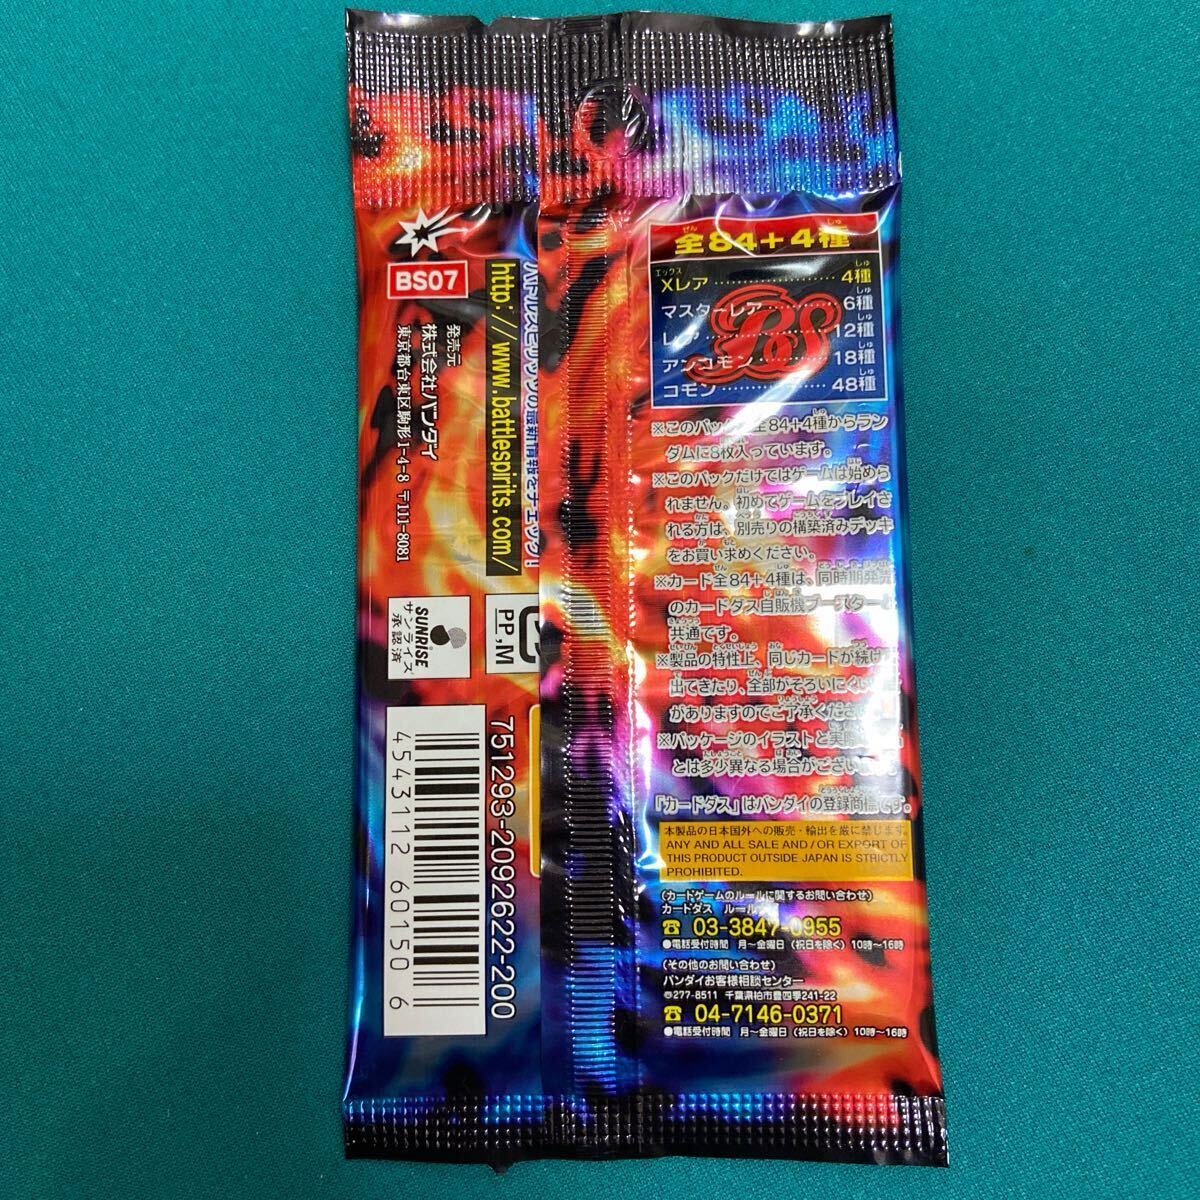 全84+4種
Xレア 4種
マスターレア 6種
レア 12種
アンコモン 18種
コモン 48種
※このパック 全84+4種からラン
ダムに8枚入っています。
※このパックだけではゲームは始めら
れません。初めてゲームをプレイさ
れる方は、別売りの構築済みデッキ
をお買い求めください。
※カード全84+4種は、同時期発売
のカードダス自販機ブースターと
共通です。
※製品の特性上、同じカードが続けて
出てきたり、全部がそろいにくい
がありますのでご了承くださ
※パッケージのイラストと実際
とは多少異なる場合がござい
「カードダス」はバンダイの登録商標です。
本製品の日本国外への販売・輸出を厳に禁じます。
ANY AND ALL SALE AND/OR EXPORT OF
THIS PRODUCT OUTSIDE JAPAN IS STRICTLY
PROHIBITED.
(カードゲームのルールに関するお問い合わせ)
カードダス ルール
☎ 03-3847-0955
●電話受付時間 月～金曜日(祝日を除く)10時～16時
(その他のお問い合わせ)
バンダイお客様相談センター
〒277-8511 千葉県柏市豊四季241-22
☎ 04-7146-0371
●電話受付時間 月～金曜日(祝日を除く)10時～16時
BS07
バトルスピリッツの最新情報をチェック!
http://www.battlespirits.com/
発売元
株式会社バンダイ
東京都台東区駒形1-4-8 〒111-8081
SUNRISE
サンライズ
承認済
PP,M
751293-2092622-200
4543112 601506